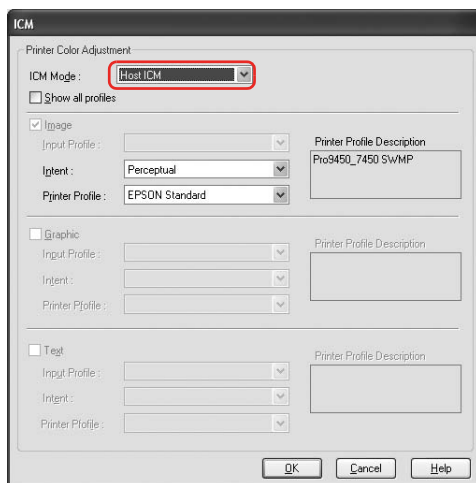 ICM
Printer Color Adjustment
ICM Mode : Host ICM
Show all profiles
Image
Input Profile :
Printer Profile Description
Intent : Perceptual
Pro9450_7450 SWMP
Printer Profile : EPSON Standard
Graphic
Input Profile :
Printer Profile Description
Intent :
Printer Profile :
Text
Input Profile :
Printer Profile Description
Intent :
Printer Profile :
OK Cancel Help